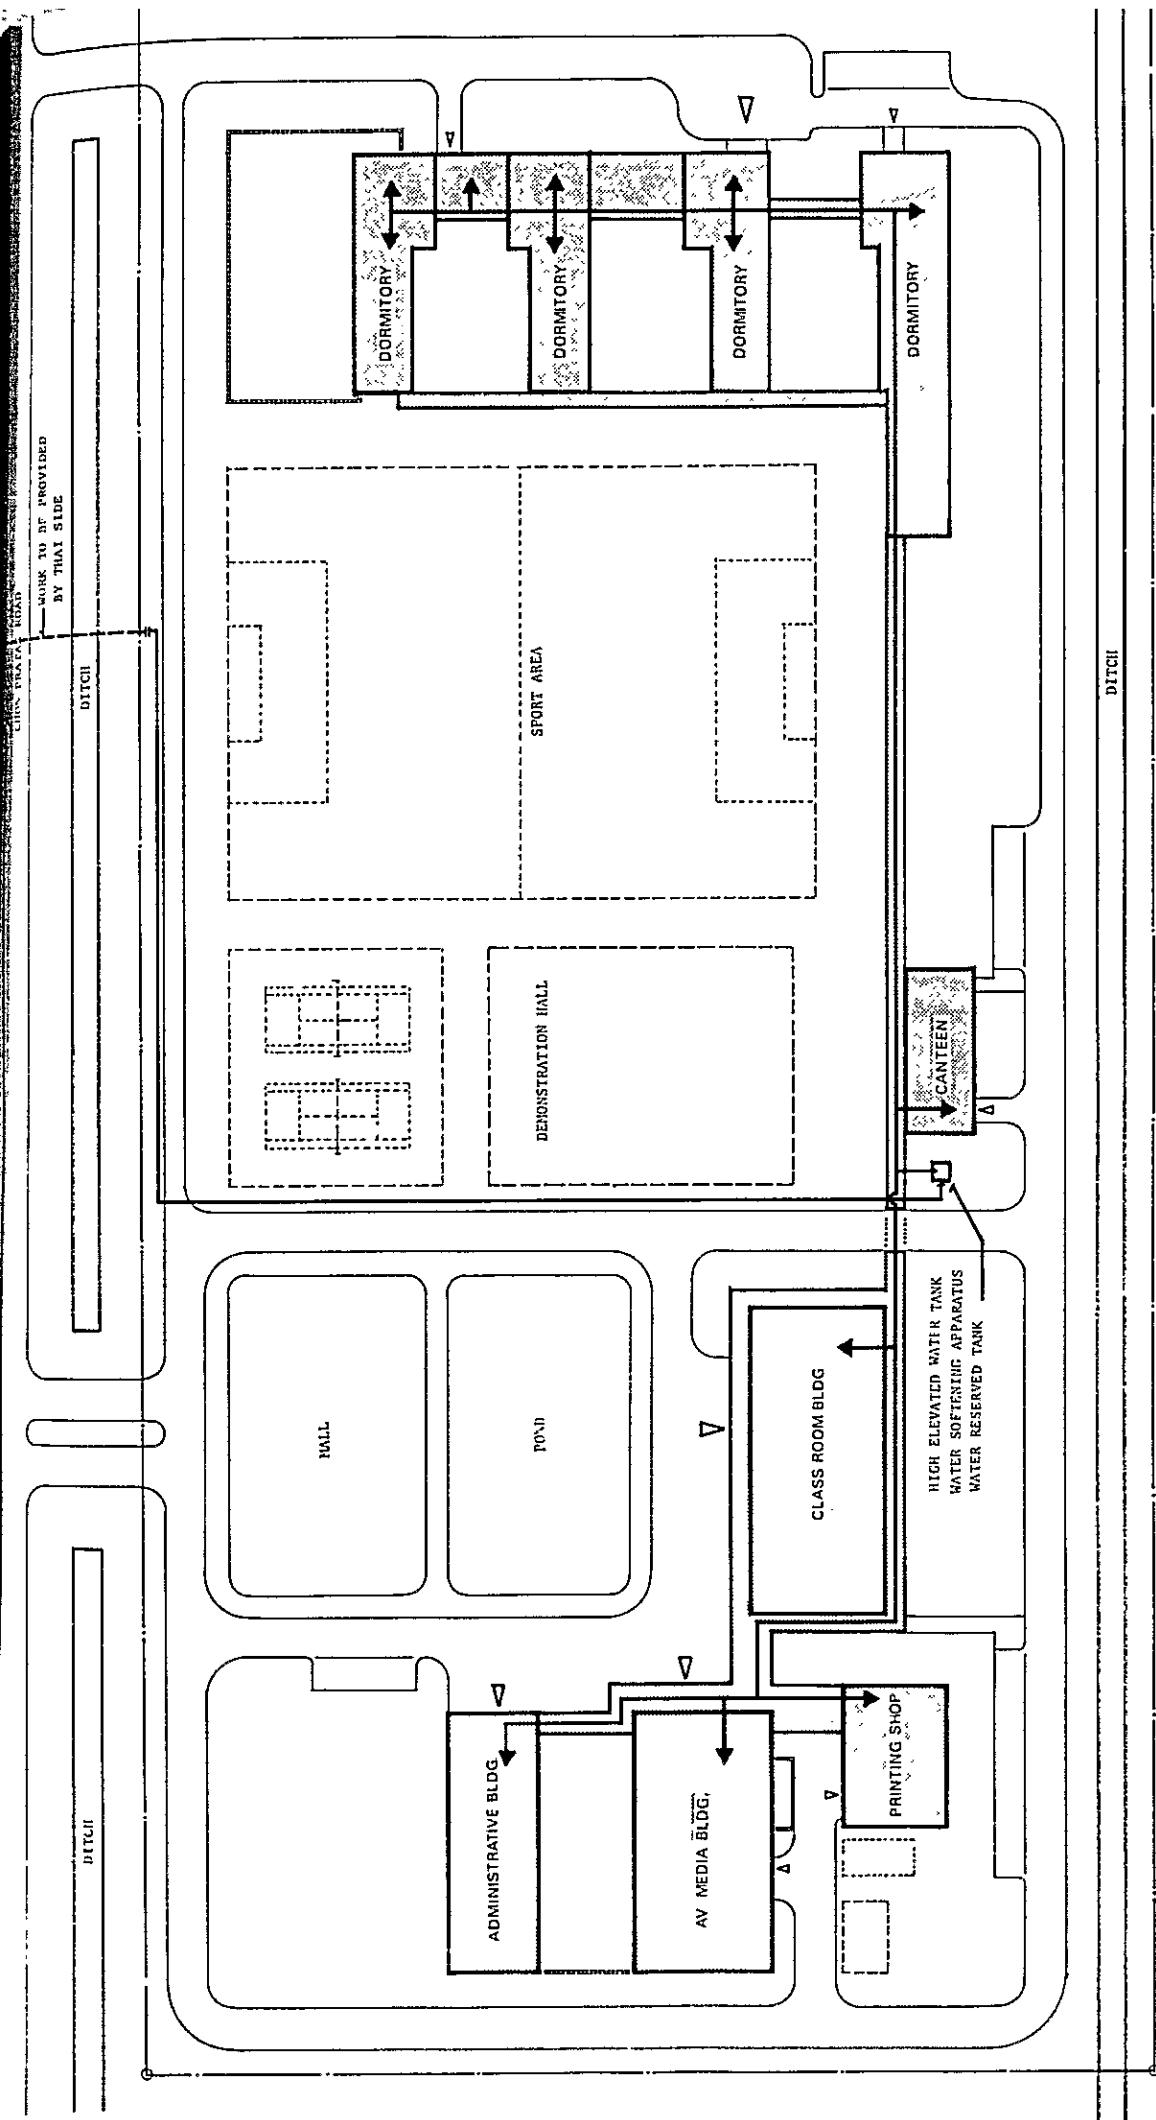 WORK TO BE PROVIDED
BY THAI SIDE
ROAD
DITCH
DITCH
DITCH
DORMITORY
DORMITORY
DORMITORY
DORMITORY
SPORT AREA
DEMONSTRATION HALL
CANTEEN
HIGH ELEVATED WATER TANK
WATER SOFTENING APPARATUS
WATER RESERVED TANK
HALL
POND
CLASS ROOM BLDG
ADMINISTRATIVE BLDG.
AV MEDIA BLDG,
PRINTING SHOP